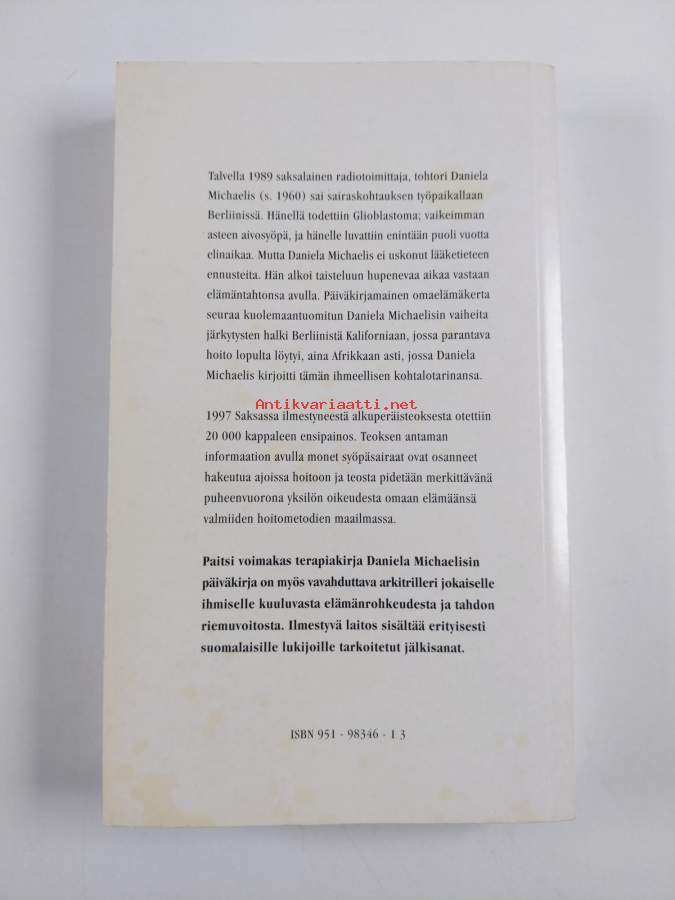 Talvella 1989 saksalainen radiotoimittaja, tohtori Daniela
Michaelis (s. 1960) sai sairaskohtauksen työpaikallaan
Berliinissä. Hänellä todettiin Glioblastoma; vaikeimman
asteen aivosyöpä, ja hänelle luvattiin enintään puoli vuotta
elinaikaa. Mutta Daniela Michaelis ei uskonut lääketieteen
ennusteita. Hän alkoi taisteluun hupenevaa aikaa vastaan
elämäntahtonsa avulla. Päiväkirjamainen omaelämäkerta
seuraa kuolemaantuomitun Daniela Michaelisin vaiheita
järkytysten halki Berliinistä Kaliforniaan, jossa parantava
hoito lopulta löytyi, aina Afrikkaan asti, jossa Daniela
Michaelis kirjoitti tämän ihmeellisen kohtalotarinansa.
Antikvariaatti.net
1997 Saksassa ilmestyneestä alkuperäisteoksesta otettiin
20 000 kappaleen ensipainos. Teoksen antaman
informaation avulla monet syöpäsairaat ovat osanneet
hakeutua ajoissa hoitoon ja teosta pidetään merkittävänä
puheenvuorona yksilön oikeudesta omaan elämäänsä
valmiiden hoitometodien maailmassa.
Paitsi voimakas terapiakirja Daniela Michaelisin
päiväkirja on myös vavahduttava arkitrilleri jokaiselle
ihmiselle kuuluvasta elämänrohkeudesta ja tahdon
riemuvoitosta. Ilmestyvä laitos sisältää erityisesti
suomalaisille lukijoille tarkoitetut jälkisanat.
ISBN 951 - 98346 - 1 3